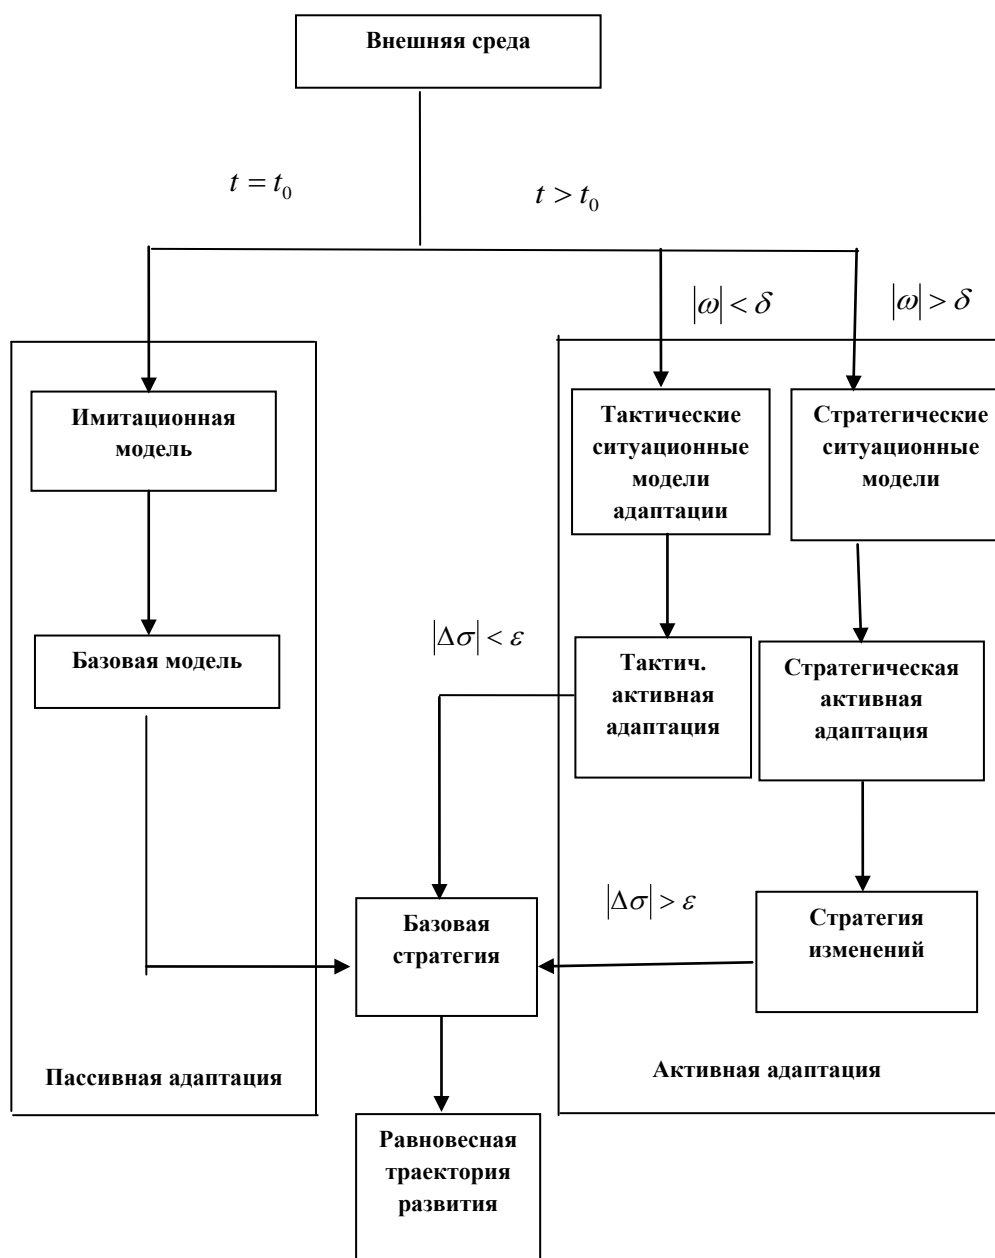 Внешняя среда
t = t₀
t > t₀
|ω| < δ
|ω| > δ
Имитационная
модель
Тактические
ситуационные
модели
адаптации
Стратегические
ситуационные
модели
|Δσ| < ε
Базовая модель
Тактич.
активная
адаптация
Стратегическая
активная
адаптация
|Δσ| > ε
Базовая
стратегия
Стратегия
изменений
Пассивная адаптация
Активная адаптация
Равновесная
траектория
развития